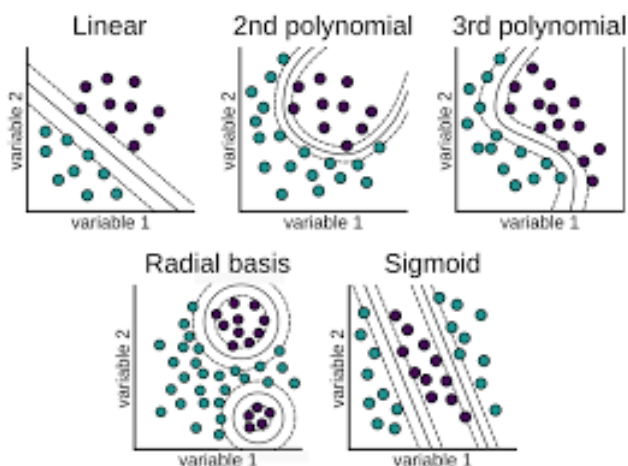 Linear
2nd polynomial
3rd polynomial
variable 2
variable 1
variable 2
variable 1
variable 2
variable 1
Radial basis
Sigmoid
variable 2
variable 1
variable 2
variable 1